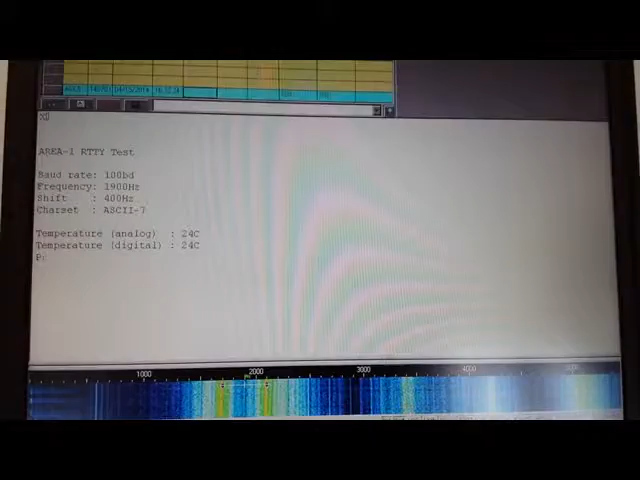 AREA-1 RTTY Test
Baud rate: 100bd
Frequency: 1900Hz
Shift : 400Hz
Charset : ASCII-7
Temperature (analog) : 24C
Temperature (digital) : 24C
P
1000 2000 3000 4000